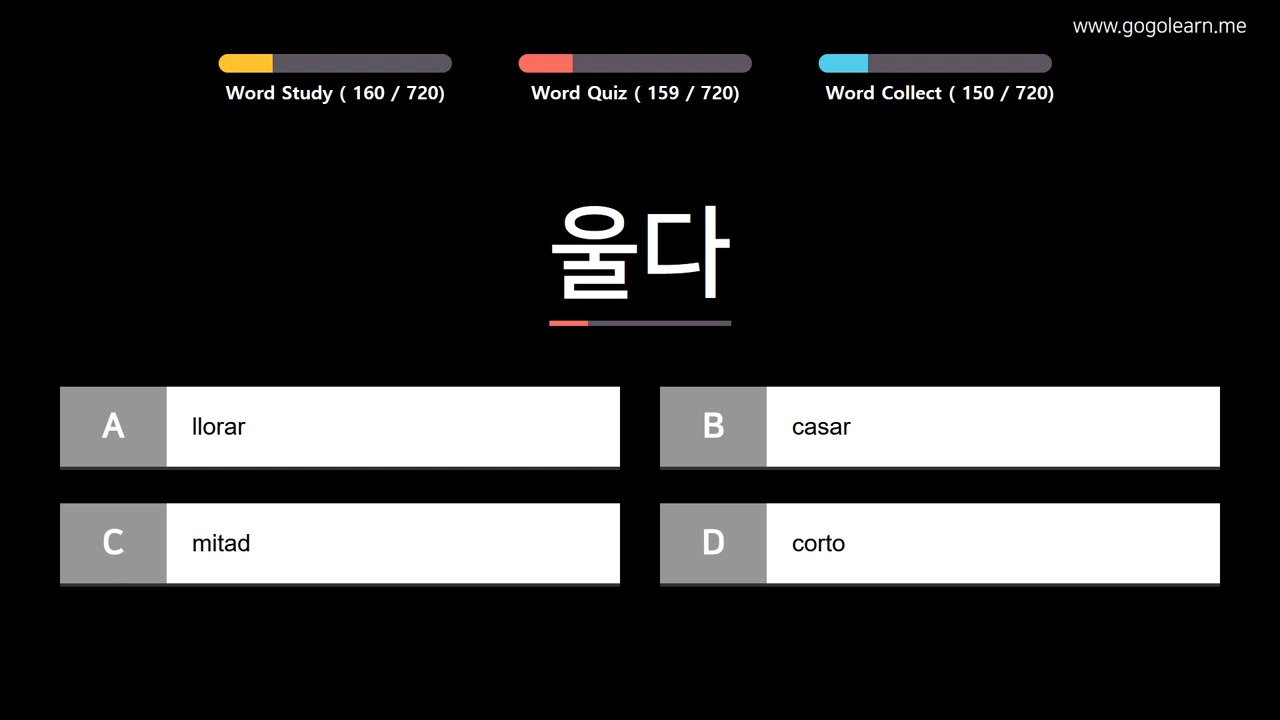 www.gogolearn.me
Word Study ( 160 / 720)
Word Quiz ( 159 / 720)
Word Collect ( 150 / 720)
울다
A llorar
B casar
C mitad
D corto